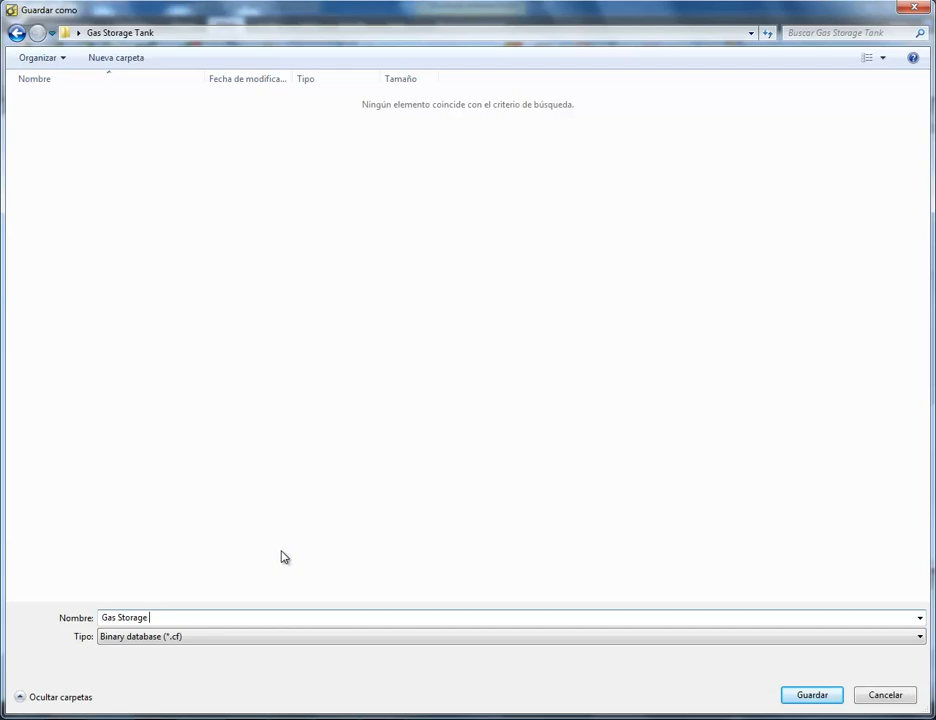 Guardar como
Gas Storage Tank
Buscar Gas Storage Tank
Organizar
Nueva carpeta
Nombre
Fecha de modifica...
Tipo
Tamaño
Ningún elemento coincide con el criterio de búsqueda.
Nombre: Gas Storage
Tipo: Binary database (*.cf)
Ocultar carpetas
Guardar
Cancelar